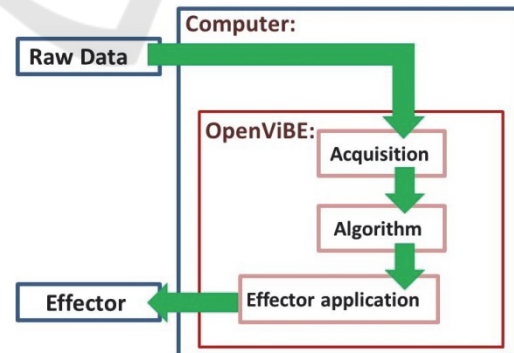 Computer:
Raw Data
OpenViBE:
Acquisition
Algorithm
Effector application
Effector